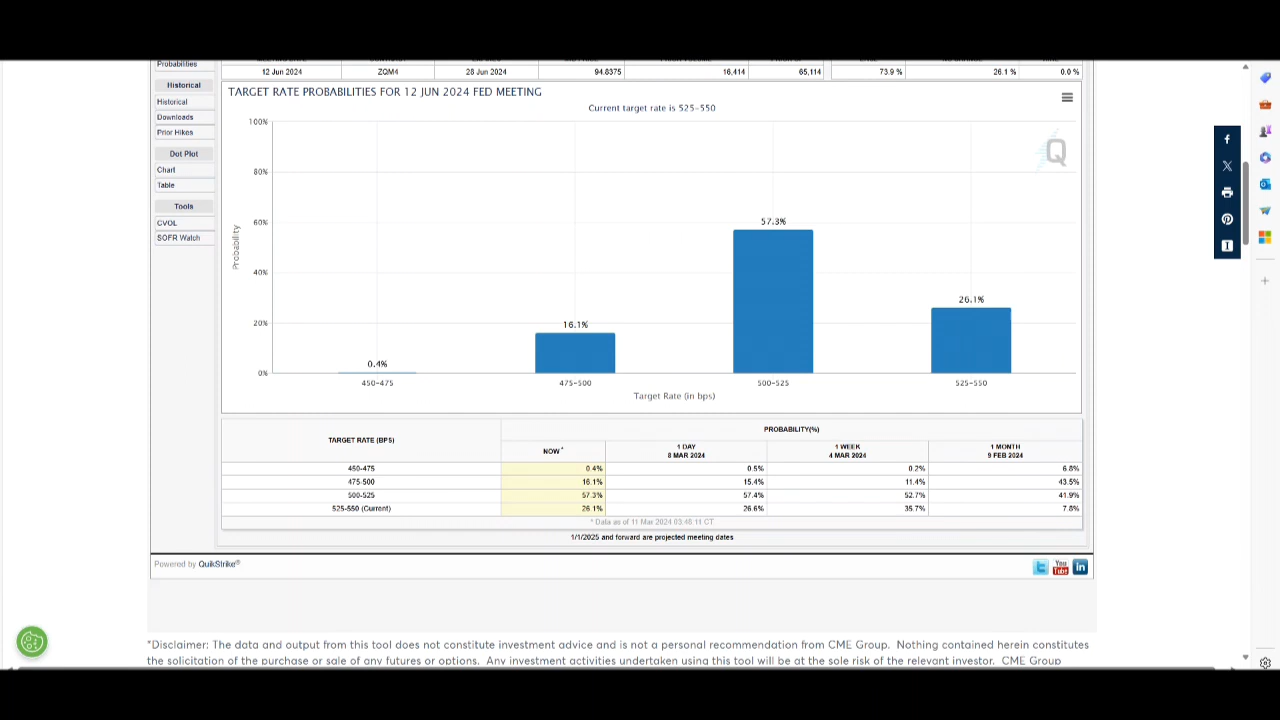 Probabilities
12 Jun 2024 ZQM4 28 Jun 2024 94.8375 16,414 65,114 73.9 % 26.1 % 0.0 %
Historical
Historical
Downloads
Prior Hikes
Dot Plot
Chart
Table
Tools
CVOL
SOFR Watch
TARGET RATE PROBABILITIES FOR 12 JUN 2024 FED MEETING
Current target rate is 525-550
Q
100%
80%
60%
40%
20%
0%
Probability
0.4%
16.1%
57.3%
26.1%
450-475 475-500 500-525 525-550
Target Rate (in bps)
TARGET RATE (BPS) PROBABILITY(%)
NOW * 1 DAY 1 WEEK 1 MONTH
8 MAR 2024 4 MAR 2024 9 FEB 2024
450-475 0.4% 0.5% 0.2% 6.8%
475-500 16.1% 15.4% 11.4% 43.5%
500-525 57.3% 57.4% 52.7% 41.9%
525-550 (Current) 26.1% 26.6% 35.7% 7.8%
* Data as of 11 Mar 2024 03:48:11 CT
1/1/2025 and forward are projected meeting dates
Powered by QuikStrike®
You Tube in
*Disclaimer: The data and output from this tool does not constitute investment advice and is not a personal recommendation from CME Group. Nothing contained herein constitutes
the solicitation of the purchase or sale of any futures or options. Any investment activities undertaken using this tool will be at the sole risk of the relevant investor. CME Group